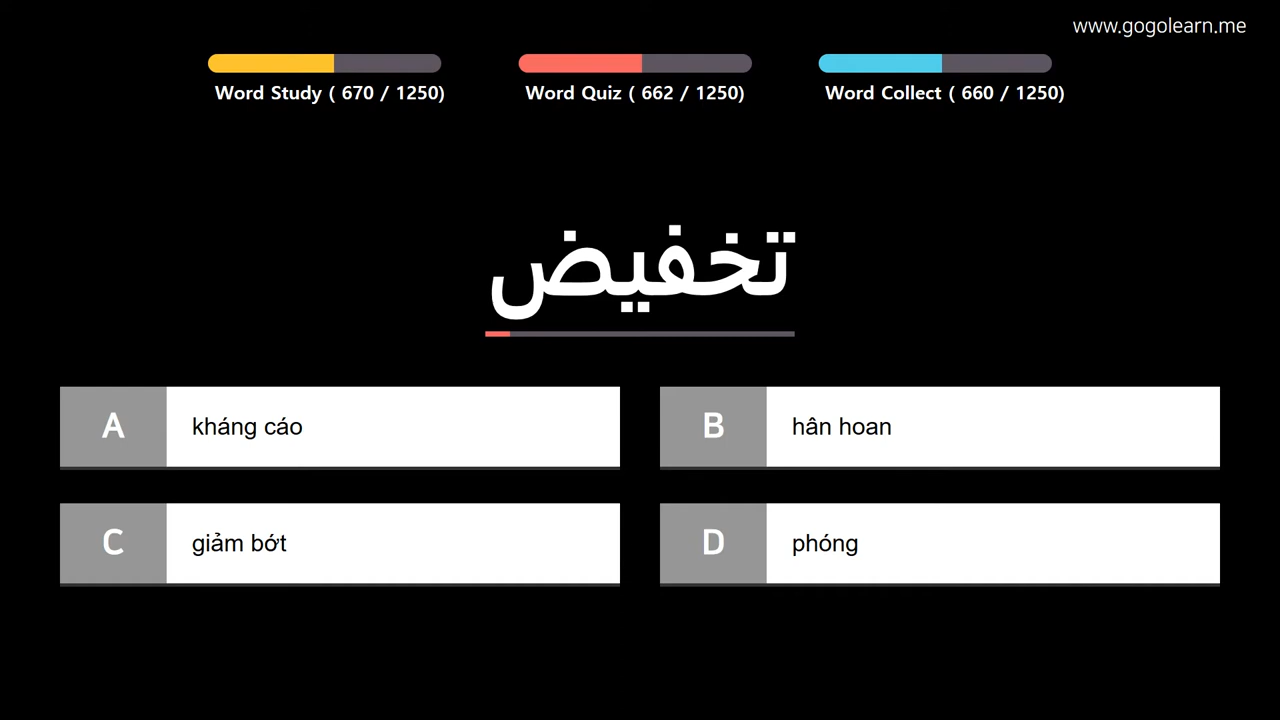 www.gogolearn.me
Word Study ( 670 / 1250)
Word Quiz ( 662 / 1250)
Word Collect ( 660 / 1250)
تخفيض
A kháng cáo
B hân hoan
C giảm bớt
D phóng